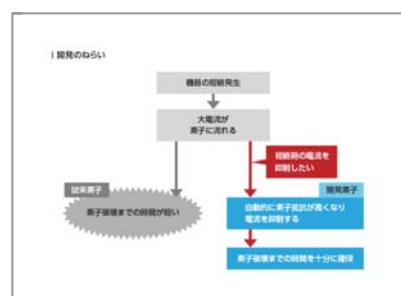 | 開発のねらい
機器の短絡発生
大電流が
素子に流れる
短絡時の電流を
抑制したい
従来素子
開発素子
素子破壊までの時間が短い
自動的に素子抵抗が高くなり
電流を抑制する
素子破壊までの時間を十分に確保